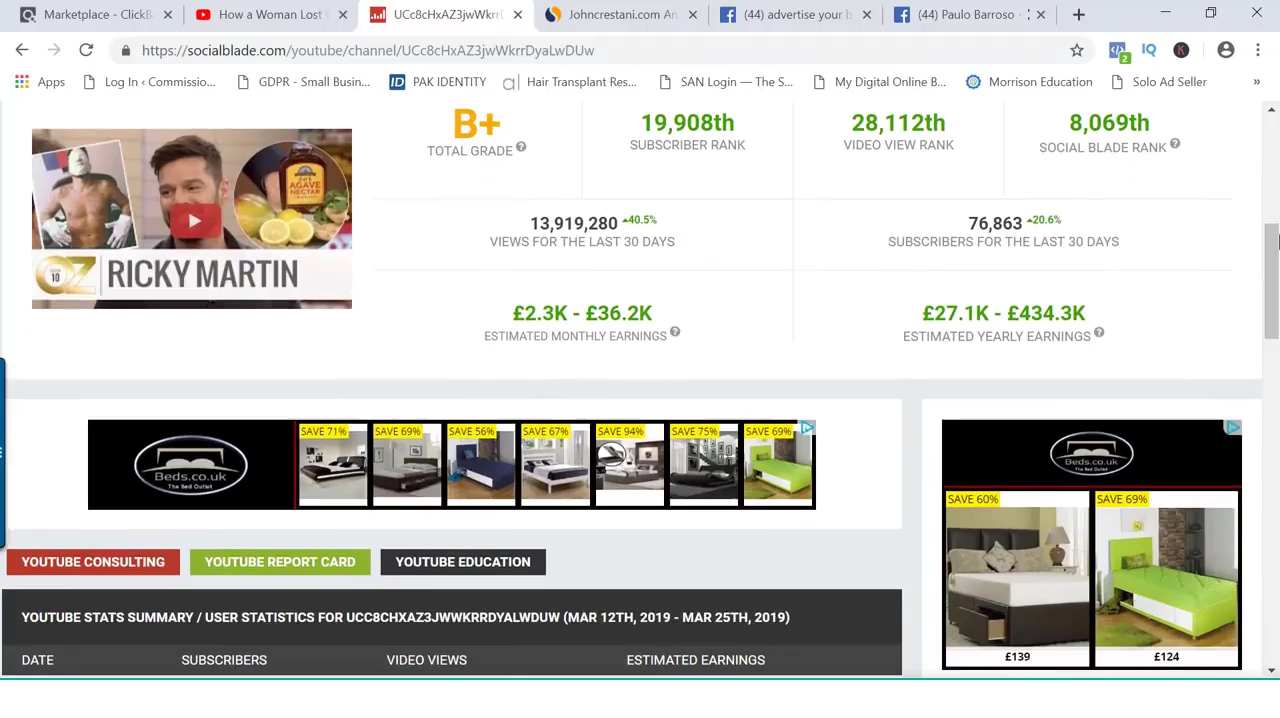 Marketplace - ClickB
How a Woman Lost
UCc8cHxAZ3jwWkrr
Johncrestani.com An
(44) advertise your b
(44) Paulo Barroso -
https://socialblade.com/youtube/channel/UCc8cHxAZ3jwWkrrDyaLwDUw
IQ
K
2
Apps
Log In ‹ Commissio...
GDPR - Small Busin...
ID PAK IDENTITY
a Hair Transplant Res...
SAN Login — The S...
My Digital Online B...
Morrison Education
Solo Ad Seller
»
B+
TOTAL GRADE
19,908th
SUBSCRIBER RANK
28,112th
VIDEO VIEW RANK
8,069th
SOCIAL BLADE RANK
AGAVE
NECTAR
OZ
SEASON
10
RICKY MARTIN
13,919,280 40.5%
VIEWS FOR THE LAST 30 DAYS
76,863 20.6%
SUBSCRIBERS FOR THE LAST 30 DAYS
£2.3K - £36.2K
ESTIMATED MONTHLY EARNINGS
£27.1K - £434.3K
ESTIMATED YEARLY EARNINGS
Beds.co.uk
The Bed Outlet
SAVE 71%
SAVE 69%
SAVE 56%
SAVE 67%
SAVE 94%
SAVE 75%
SAVE 69%
Beds.co.uk
The Bed Outlet
SAVE 60%
SAVE 69%
£139
£124
YOUTUBE CONSULTING
YOUTUBE REPORT CARD
YOUTUBE EDUCATION
YOUTUBE STATS SUMMARY / USER STATISTICS FOR UCC8CHXAZ3JWWKRRDYALWDUW (MAR 12TH, 2019 - MAR 25TH, 2019)
DATE
SUBSCRIBERS
VIDEO VIEWS
ESTIMATED EARNINGS